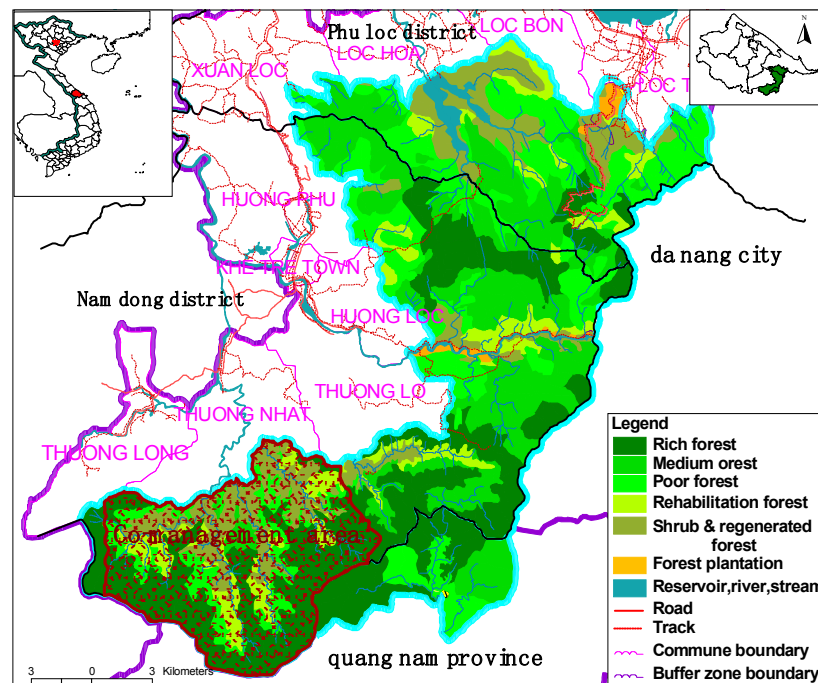 Phu loc district
LOC BON
LOC HOA
XUAN LOC
LOC T
N
HUONG PHU
da nang city
KHE TRE TOWN
Nam dong district
HUONG LOC
THUONG LO
THUONG NHAT
THUONG LONG
Co management area
quang nam province
3 0 3 Kilometers
Legend
Rich forest
Medium orest
Poor forest
Rehabilitation forest
Shrub & regenerated
forest
Forest plantation
Reservoir,river,stream
Road
Track
Commune boundary
Buffer zone boundary